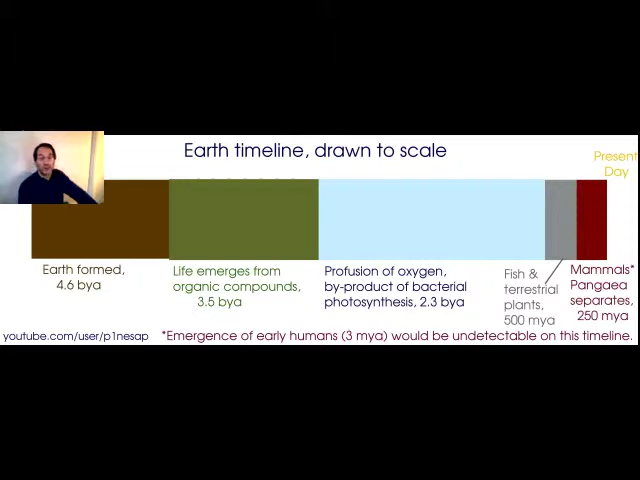 Earth timeline, drawn to scale
Present
Day
Earth formed,
4.6 bya
Life emerges from
organic compounds,
3.5 bya
Profusion of oxygen,
by-product of bacterial
photosynthesis, 2.3 bya
Fish &
terrestrial
plants,
500 mya
Mammals*
Pangaea
separates,
250 mya
youtube.com/user/p1nesap
*Emergence of early humans (3 mya) would be undetectable on this timeline.